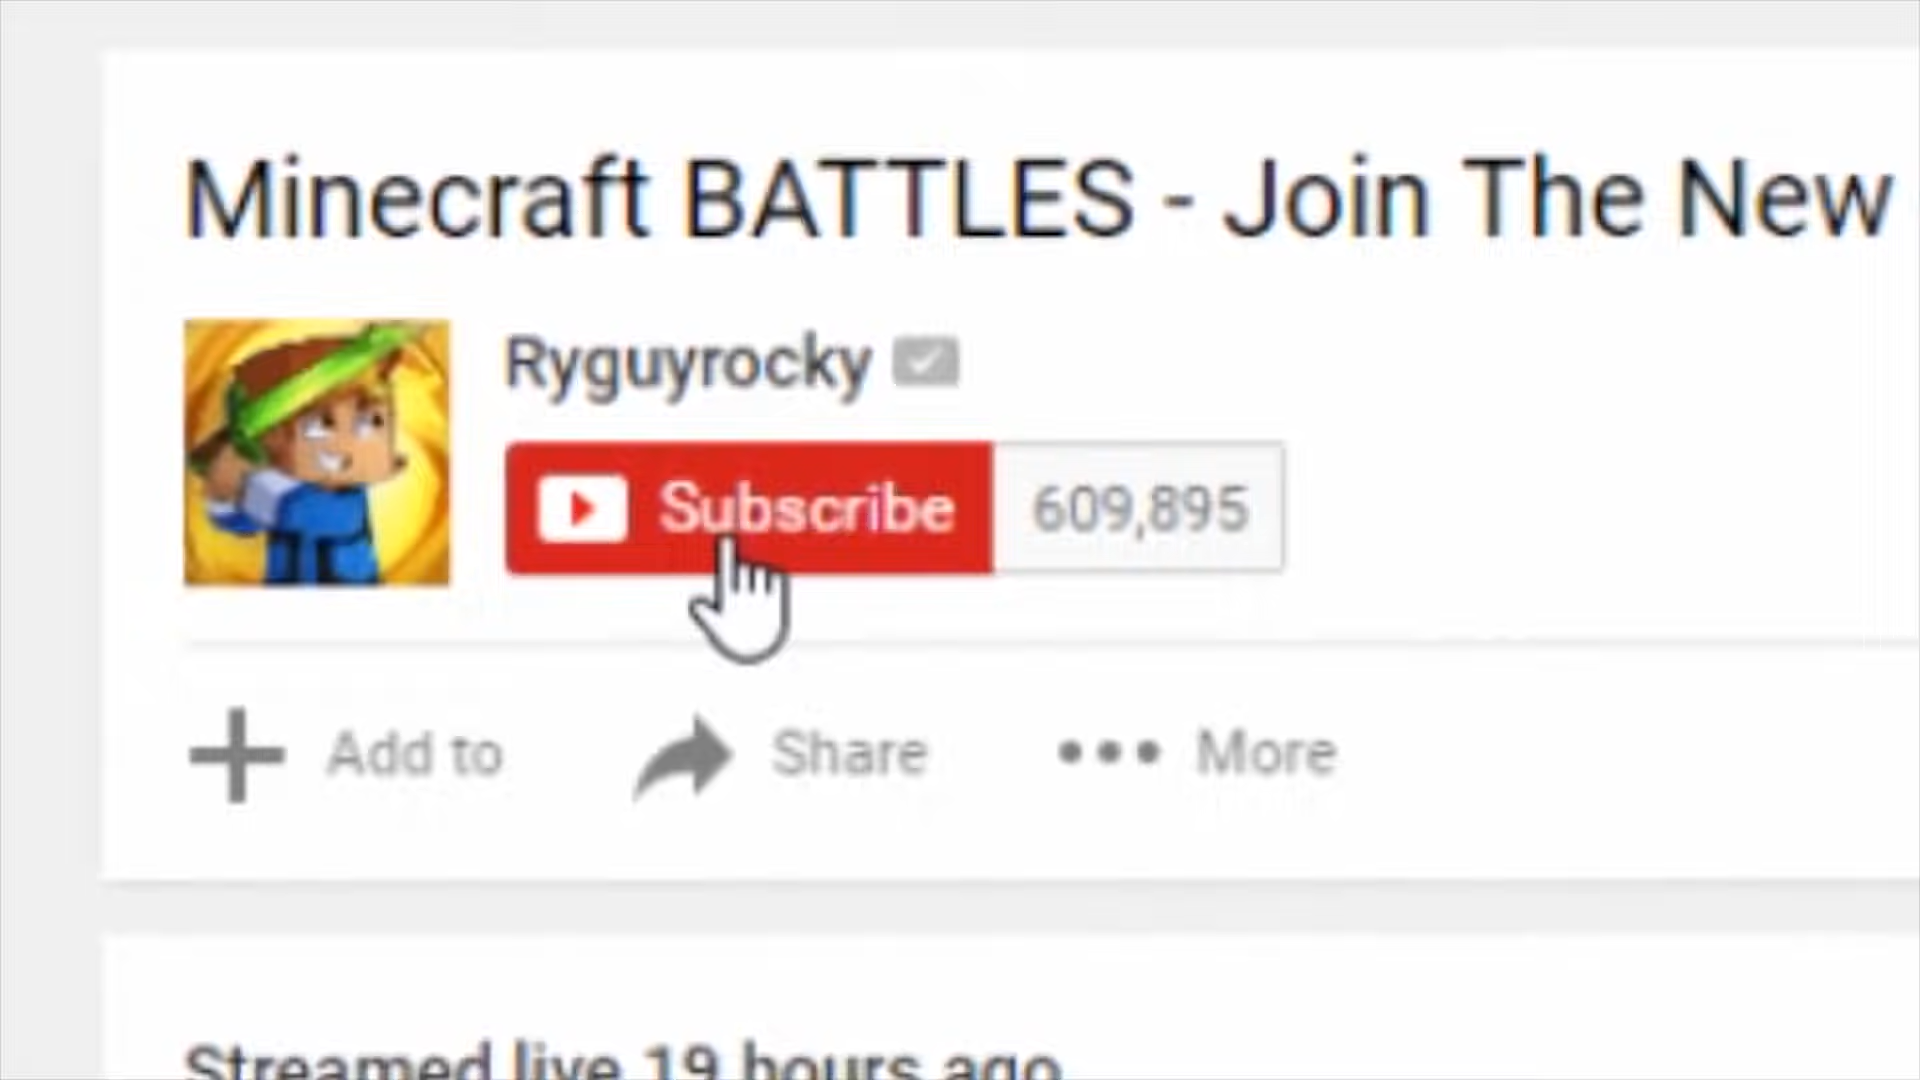 Minecraft BATTLES - Join The New
Ryguyrocky
Subscribe 609,895
Add to Share More
Streamed live 19 hours ago